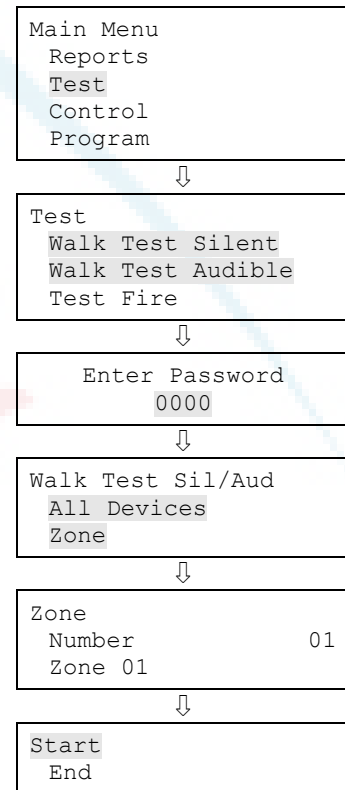 Main Menu
Reports
Test
Control
Program
⇩
Test
Walk Test Silent
Walk Test Audible
Test Fire
⇩
Enter Password
0000
⇩
Walk Test Sil/Aud
All Devices
Zone
⇩
Zone
Number 01
Zone 01
⇩
Start
End